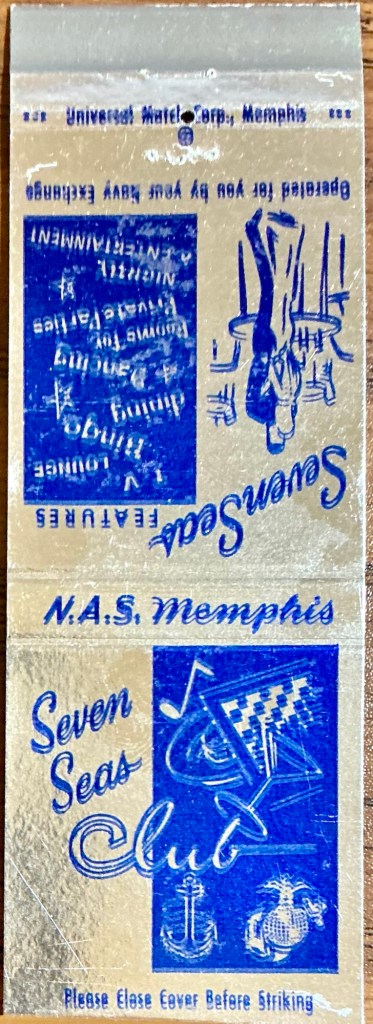 *** Universal Match Corp., Memphis ***
Operated for you by your Navy Exchange
Seven Seas
FEATURES
T.V. LOUNGE
Bingo
dining
& Dancing
Rooms for
Private Parties
NIGHTLY
ENTERTAINMENT
N.A.S. Memphis
Seven
Seas
Club
Please Close Cover Before Striking